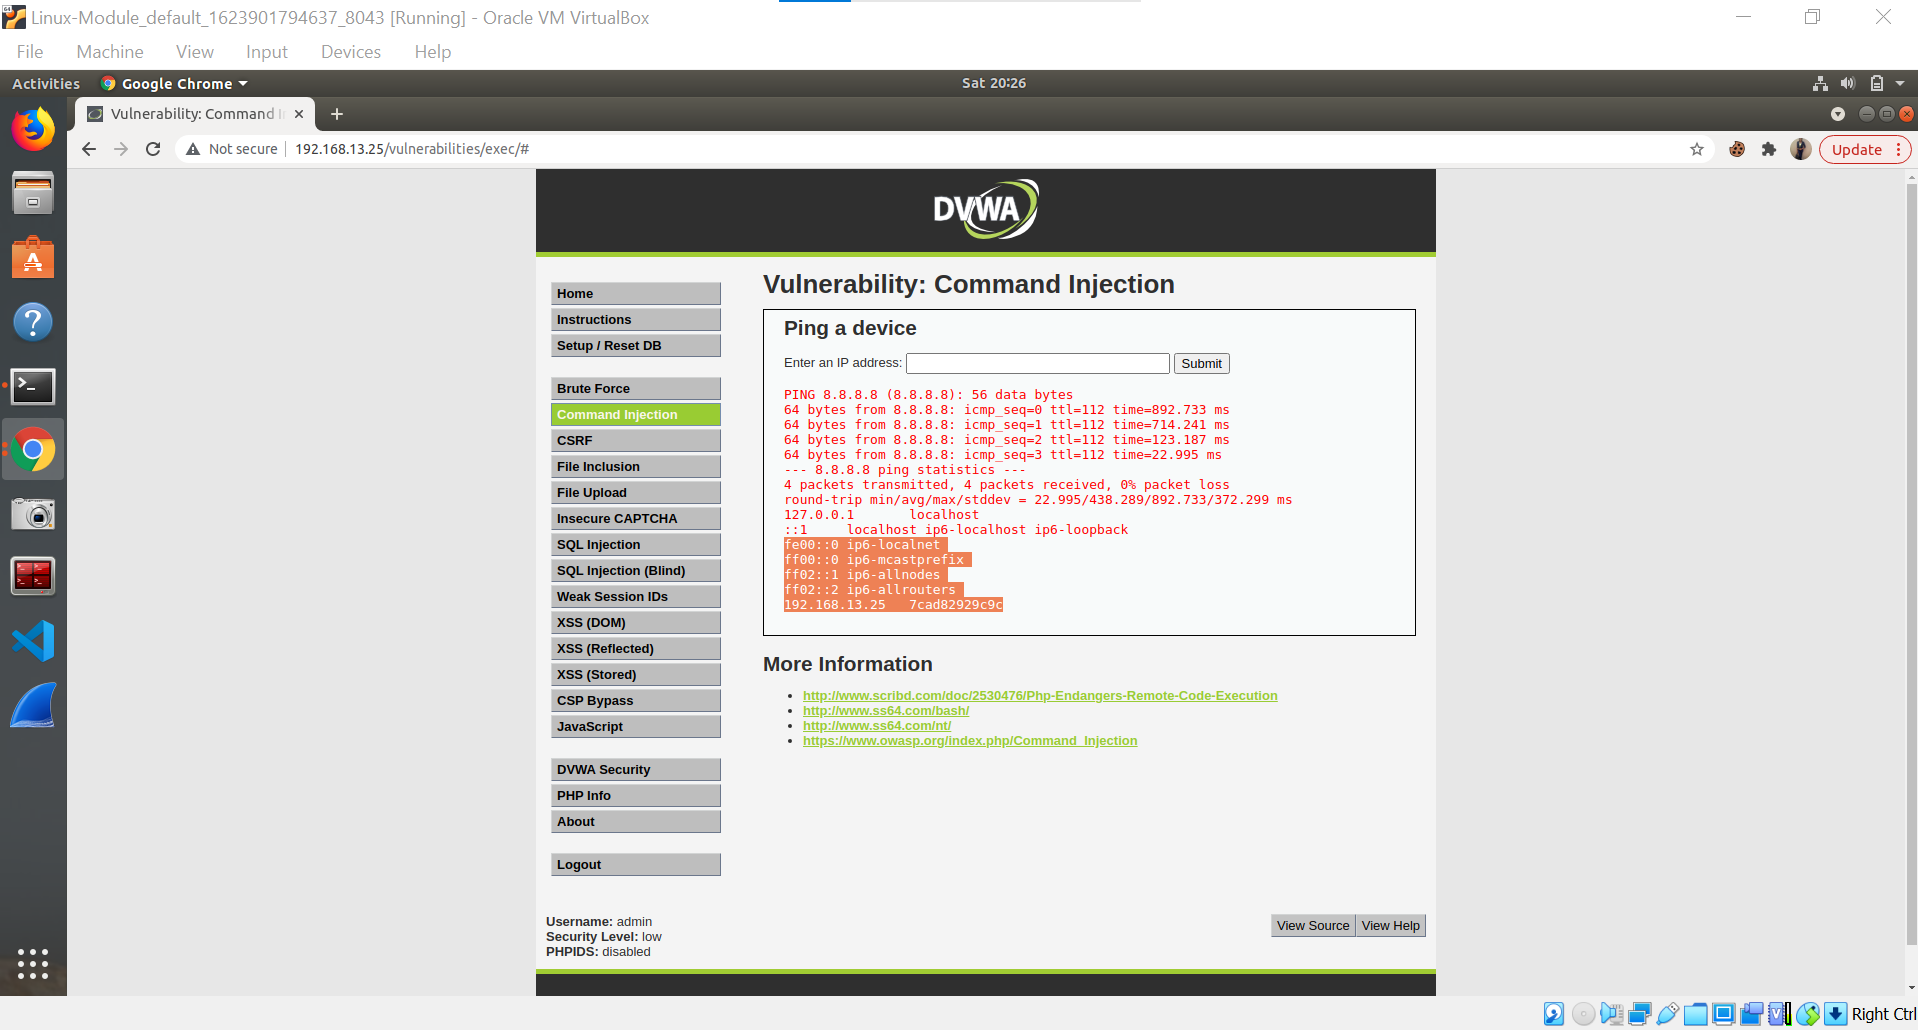 Linux-Module_default_1623901794637_8043 [Running] - Oracle VM VirtualBox
File Machine View Input Devices Help
Activities Google Chrome Sat 20:26
Vulnerability: Command I
Not secure 192.168.13.25/vulnerabilities/exec/# Update
DVWA
Home
Instructions
Setup / Reset DB
Brute Force
Command Injection
CSRF
File Inclusion
File Upload
Insecure CAPTCHA
SQL Injection
SQL Injection (Blind)
Weak Session IDs
XSS (DOM)
XSS (Reflected)
XSS (Stored)
CSP Bypass
JavaScript
DVWA Security
PHP Info
About
Logout
Vulnerability: Command Injection
Ping a device
Enter an IP address: Submit
PING 8.8.8.8 (8.8.8.8): 56 data bytes
64 bytes from 8.8.8.8: icmp_seq=0 ttl=112 time=892.733 ms
64 bytes from 8.8.8.8: icmp_seq=1 ttl=112 time=714.241 ms
64 bytes from 8.8.8.8: icmp_seq=2 ttl=112 time=123.187 ms
64 bytes from 8.8.8.8: icmp_seq=3 ttl=112 time=22.995 ms
--- 8.8.8.8 ping statistics ---
4 packets transmitted, 4 packets received, 0% packet loss
round-trip min/avg/max/stddev = 22.995/438.289/892.733/372.299 ms
127.0.0.1 localhost
::1 localhost ip6-localhost ip6-loopback
fe00::0 ip6-localnet
ff00::0 ip6-mcastprefix
ff02::1 ip6-allnodes
ff02::2 ip6-allrouters
192.168.13.25 7cad82929c9c
More Information
http://www.scribd.com/doc/2530476/Php-Endangers-Remote-Code-Execution
http://www.ss64.com/bash/
http://www.ss64.com/nt/
https://www.owasp.org/index.php/Command_Injection
Username: admin
Security Level: low
PHPIDS: disabled
View Source View Help
Right Ctrl